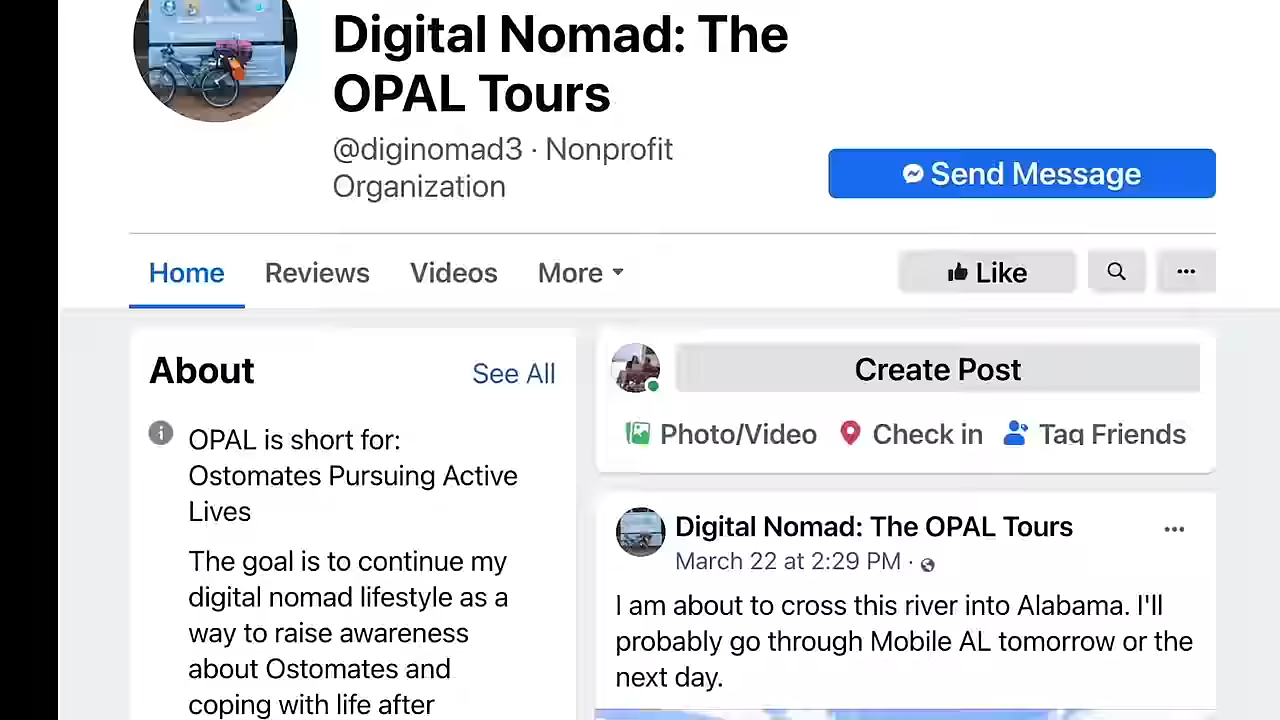 Digital Nomad: The
OPAL Tours
@diginomad3 · Nonprofit
Organization
Send Message
Home
Reviews
Videos
More
Like
About
See All
OPAL is short for:
Ostomates Pursuing Active
Lives
The goal is to continue my
digital nomad lifestyle as a
way to raise awareness
about Ostomates and
coping with life after
Create Post
Photo/Video
Check in
Tag Friends
Digital Nomad: The OPAL Tours
March 22 at 2:29 PM ·
I am about to cross this river into Alabama. I'll
probably go through Mobile AL tomorrow or the
next day.